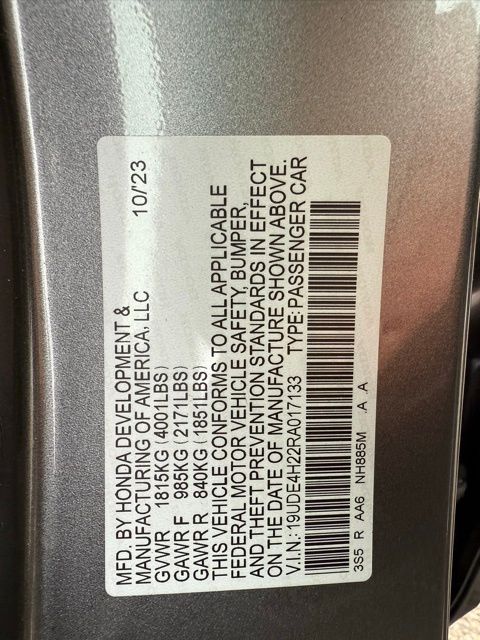 MFD. BY HONDA DEVELOPMENT & 10/'23
MANUFACTURING OF AMERICA, LLC
GVWR 1815KG (4001LBS)
GAWR F 985KG (2171LBS)
GAWR R 840KG (1851LBS)
THIS VEHICLE CONFORMS TO ALL APPLICABLE
FEDERAL MOTOR VEHICLE SAFETY, BUMPER,
AND THEFT PREVENTION STANDARDS IN EFFECT
ON THE DATE OF MANUFACTURE SHOWN ABOVE.
V.I.N.: 19UDE4H22RA017133 TYPE: PASSENGER CAR
3S5 R AA6 NH885M .A .A